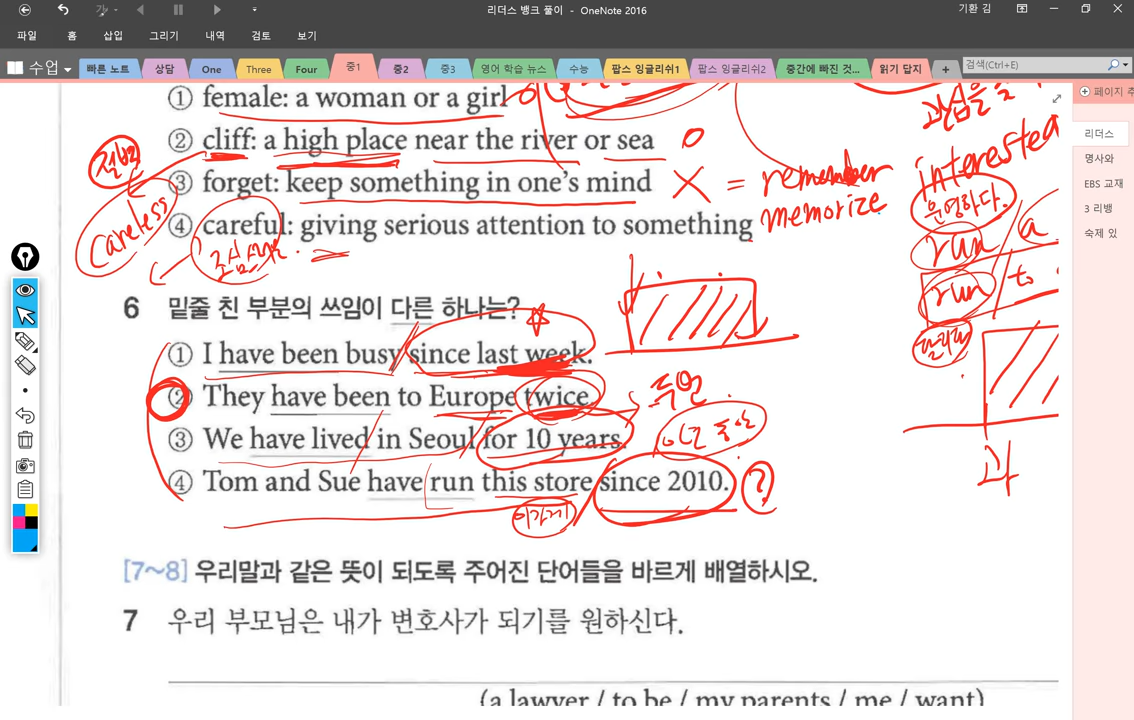 리더스 뱅크 풀이 - OneNote 2016
기환 김
파일 홈 삽입 그리기 내역 검토 보기
수업 빠른 노트 상담 One Three Four 중1 중2 중3 영어 학습 뉴스 수능 팝스 잉글리쉬1 팝스 잉글리쉬2 중간에 빠진 것... 읽기 답지 + 검색(Ctrl+E)
페이지 추
리더스
명사와
EBS 교재
3 리뱅
숙제 있
① female: a woman or a girl
관심을
② cliff: a high place near the river or sea
절벽
interested
③ forget: keep something in one's mind X = remember
memorize
운영하다.
careless
④ careful: giving serious attention to something
run / a
run / to
6 밑줄 친 부분의 쓰임이 다른 하나는?
① I have been busy since last week.
② They have been to Europe twice.
③ We have lived in Seoul for 10 years.
10년 동안
④ Tom and Sue have run this store since 2010. ?
이 가게
과
[7~8] 우리말과 같은 뜻이 되도록 주어진 단어들을 바르게 배열하시오.
7 우리 부모님은 내가 변호사가 되기를 원하신다.
(a lawyer / to be / my parents / me / want)